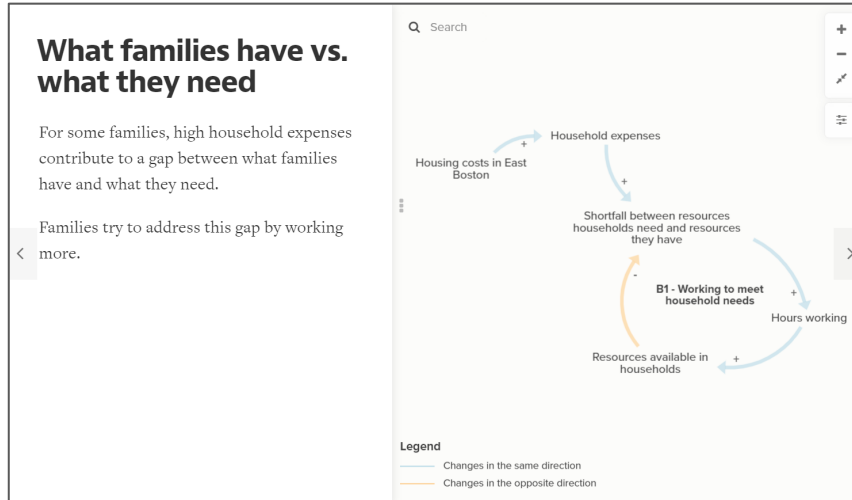 What families have vs.
what they need
For some families, high household expenses
contribute to a gap between what families
have and what they need.
Families try to address this gap by working
more.
Search
Household expenses
+
Housing costs in East
Boston
+
Shortfall between resources
households need and resources
they have
-
B1 - Working to meet
household needs
+
Hours working
Resources available in
households
+
Legend
Changes in the same direction
Changes in the opposite direction